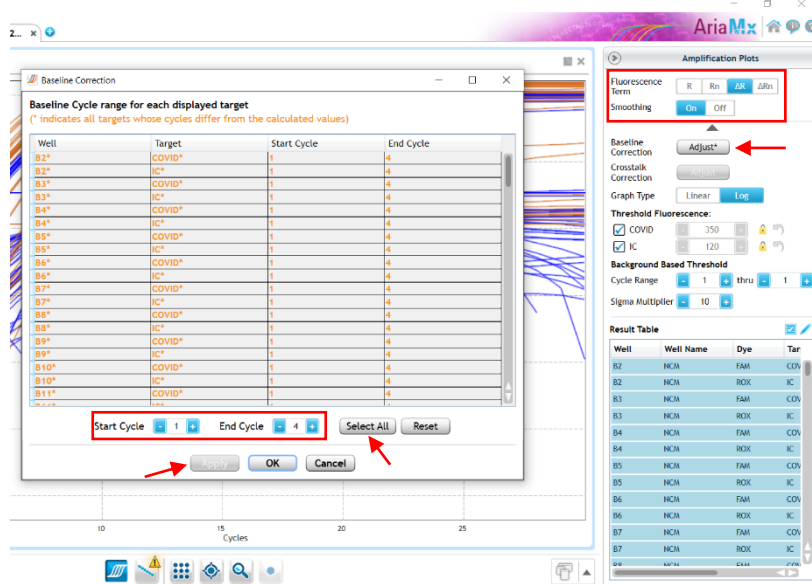 2... ×
AriaMx
Amplification Plots
Fluorescence Term R Rn ΔR ΔRn
Smoothing On Off
Baseline Correction Adjust*
Crosstalk Correction Adjust
Graph Type Linear Log
Threshold Fluorescence:
COVID - 350 +
IC - 120 +
Background Based Threshold
Cycle Range - 1 + thru - 1 +
Sigma Multiplier - 10 +
Result Table
Well Well Name Dye Tar
B2 NCM FAM COV
B2 NCM ROX IC
B3 NCM FAM COV
B3 NCM ROX IC
B4 NCM FAM COV
B4 NCM ROX IC
B5 NCM FAM COV
B5 NCM ROX IC
B6 NCM FAM COV
B6 NCM ROX IC
B7 NCM FAM COV
B7 NCM ROX IC
B8 NCM FAM COV
Baseline Correction
Baseline Cycle range for each displayed target
(* indicates all targets whose cycles differ from the calculated values)
Well Target Start Cycle End Cycle
B2* COVID* 1 4
B2* IC* 1 4
B3* COVID* 1 4
B3* IC* 1 4
B4* COVID* 1 4
B4* IC* 1 4
B5* COVID* 1 4
B5* IC* 1 4
B6* COVID* 1 4
B6* IC* 1 4
B7* COVID* 1 4
B7* IC* 1 4
B8* COVID* 1 4
B8* IC* 1 4
B9* COVID* 1 4
B9* IC* 1 4
B10* COVID* 1 4
B10* IC* 1 4
B11* COVID* 1 4
Start Cycle - 1 + End Cycle - 4 + Select All Reset
Apply OK Cancel
10 15 20 25
Cycles